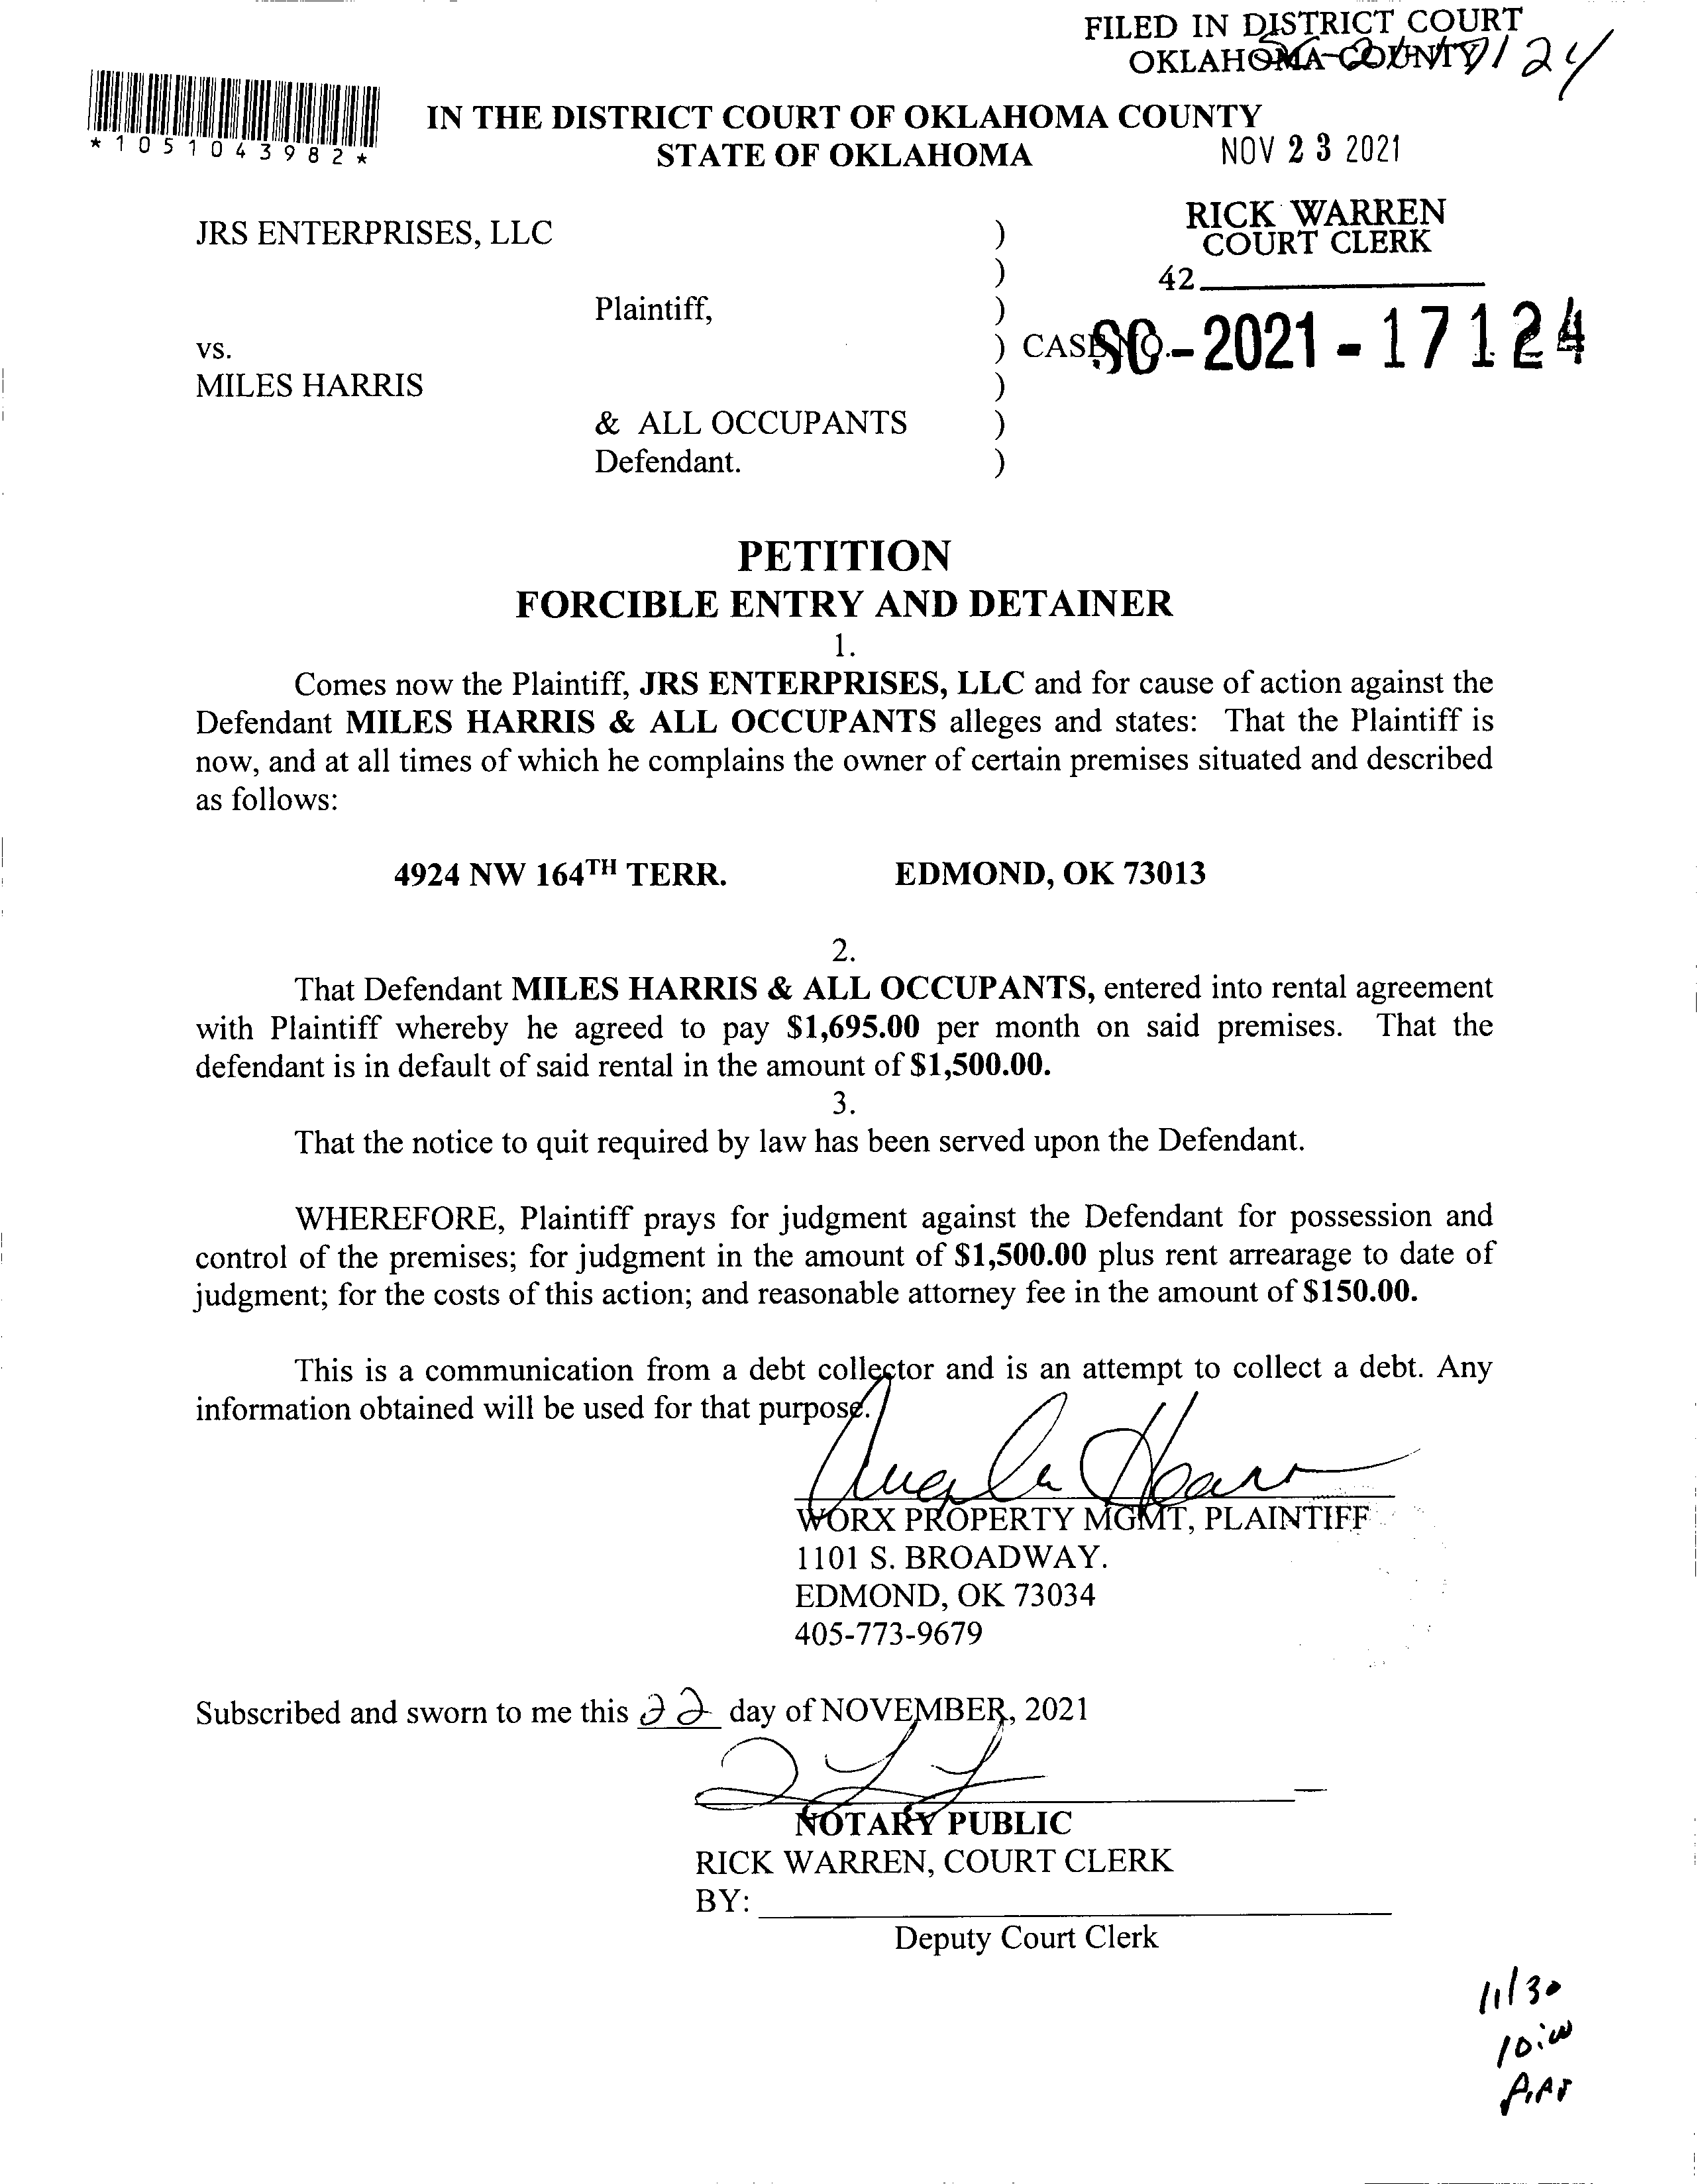 FILED IN DISTRICT COURT
OKLAHOMA COUNTY
*1051043982*
IN THE DISTRICT COURT OF OKLAHOMA COUNTY
STATE OF OKLAHOMA
NOV 23 2021
RICK WARREN
COURT CLERK
42
JRS ENTERPRISES, LLC )
)
Plaintiff, )
vs. ) CASE NO. SC-2021-17124
MILES HARRIS )
& ALL OCCUPANTS )
Defendant. )
PETITION
FORCIBLE ENTRY AND DETAINER
1.
Comes now the Plaintiff, JRS ENTERPRISES, LLC and for cause of action against the
Defendant MILES HARRIS & ALL OCCUPANTS alleges and states: That the Plaintiff is
now, and at all times of which he complains the owner of certain premises situated and described
as follows:
4924 NW 164TH TERR. EDMOND, OK 73013
2.
That Defendant MILES HARRIS & ALL OCCUPANTS, entered into rental agreement
with Plaintiff whereby he agreed to pay $1,695.00 per month on said premises. That the
defendant is in default of said rental in the amount of $1,500.00.
3.
That the notice to quit required by law has been served upon the Defendant.
WHEREFORE, Plaintiff prays for judgment against the Defendant for possession and
control of the premises; for judgment in the amount of $1,500.00 plus rent arrearage to date of
judgment; for the costs of this action; and reasonable attorney fee in the amount of $150.00.
This is a communication from a debt collector and is an attempt to collect a debt. Any
information obtained will be used for that purpose.
WORX PROPERTY MGMT, PLAINTIFF
1101 S. BROADWAY.
EDMOND, OK 73034
405-773-9679
Subscribed and sworn to me this 22 day of NOVEMBER, 2021
NOTARY PUBLIC
RICK WARREN, COURT CLERK
BY:
Deputy Court Clerk
11/30
10:00